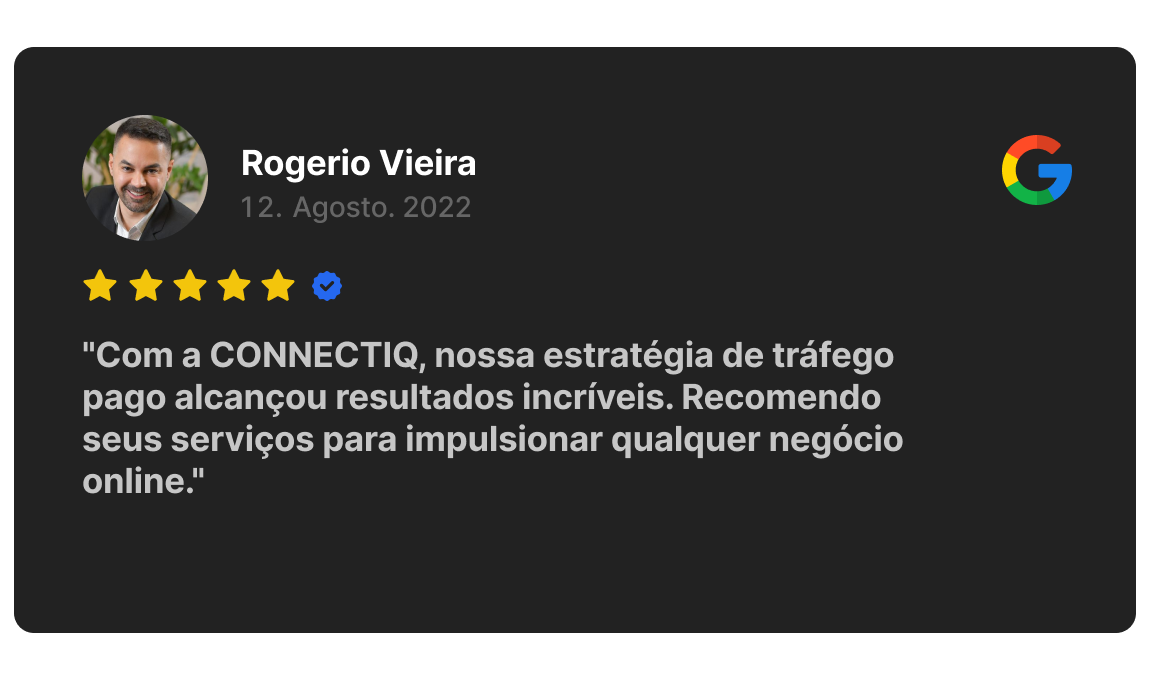 Rogerio Vieira
12. Agosto. 2022
"Com a CONNECTIQ, nossa estratégia de tráfego
pago alcançou resultados incríveis. Recomendo
seus serviços para impulsionar qualquer negócio
online."